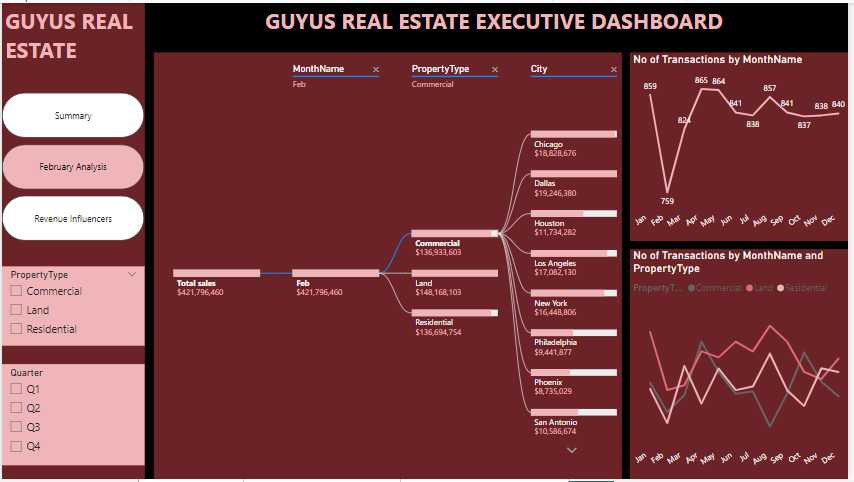 GUYUS REAL
ESTATE
Summary
February Analysis
Revenue Influencers
PropertyType
Commercial
Land
Residential
Quarter
Q1
Q2
Q3
Q4
GUYUS REAL ESTATE EXECUTIVE DASHBOARD
MonthName
Feb
PropertyType
Commercial
City
Total sales
$421,796,460
Feb
$421,796,460
Commercial
$136,933,603
Land
$148,168,103
Residential
$136,694,754
Chicago
$18,828,676
Dallas
$19,246,380
Houston
$11,734,282
Los Angeles
$17,082,130
New York
$16,448,806
Philadelphia
$9,441,877
Phoenix
$8,735,029
San Antonio
$10,586,674
No of Transactions by MonthName
859
759
824
865
864
841
838
857
841
837
838
840
Jan
Feb
Mar
Apr
May
Jun
Jul
Aug
Sep
Oct
Nov
Dec
No of Transactions by MonthName and
PropertyType
PropertyT... Commercial Land Residential
Jan
Feb
Mar
Apr
May
Jun
Jul
Aug
Sep
Oct
Nov
Dec